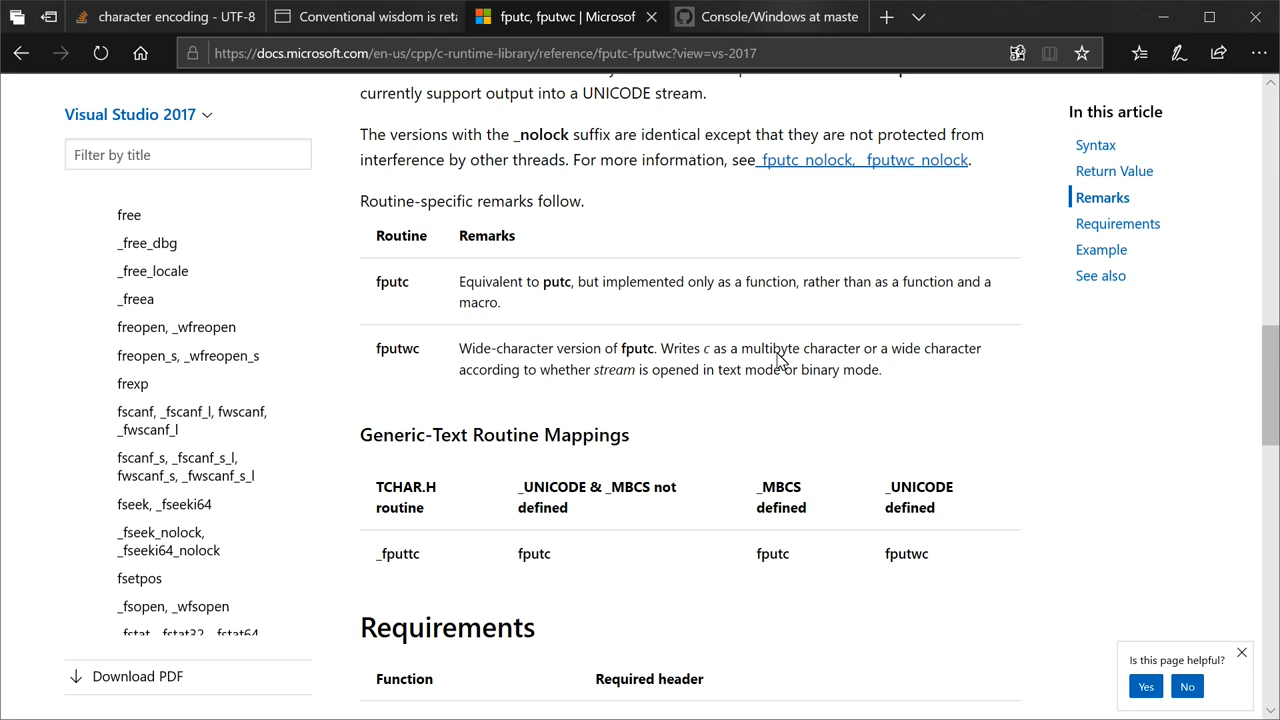 character encoding - UTF-8
Conventional wisdom is reta
fputc, fputwc | Microsof
Console/Windows at maste
https://docs.microsoft.com/en-us/cpp/c-runtime-library/reference/fputc-fputwc?view=vs-2017
Visual Studio 2017
Filter by title
free
_free_dbg
_free_locale
_freea
freopen, _wfreopen
freopen_s, _wfreopen_s
frexp
fscanf, _fscanf_l, fwscanf,
_fwscanf_l
fscanf_s, _fscanf_s_l,
fwscanf_s, _fwscanf_s_l
fseek, _fseeki64
_fseek_nolock,
_fseeki64_nolock
fsetpos
_fsopen, _wfsopen
_fstat, _fstat32, _fstat64
Download PDF
currently support output into a UNICODE stream.
The versions with the _nolock suffix are identical except that they are not protected from
interference by other threads. For more information, see _fputc_nolock, _fputwc_nolock.
Routine-specific remarks follow.
Routine Remarks
fputc Equivalent to putc, but implemented only as a function, rather than as a function and a
macro.
fputwc Wide-character version of fputc. Writes c as a multibyte character or a wide character
according to whether stream is opened in text mode or binary mode.
Generic-Text Routine Mappings
TCHAR.H _UNICODE & _MBCS not _MBCS _UNICODE
routine defined defined defined
_fputtc fputc fputc fputwc
Requirements
Function Required header
In this article
Syntax
Return Value
Remarks
Requirements
Example
See also
Is this page helpful?
Yes No